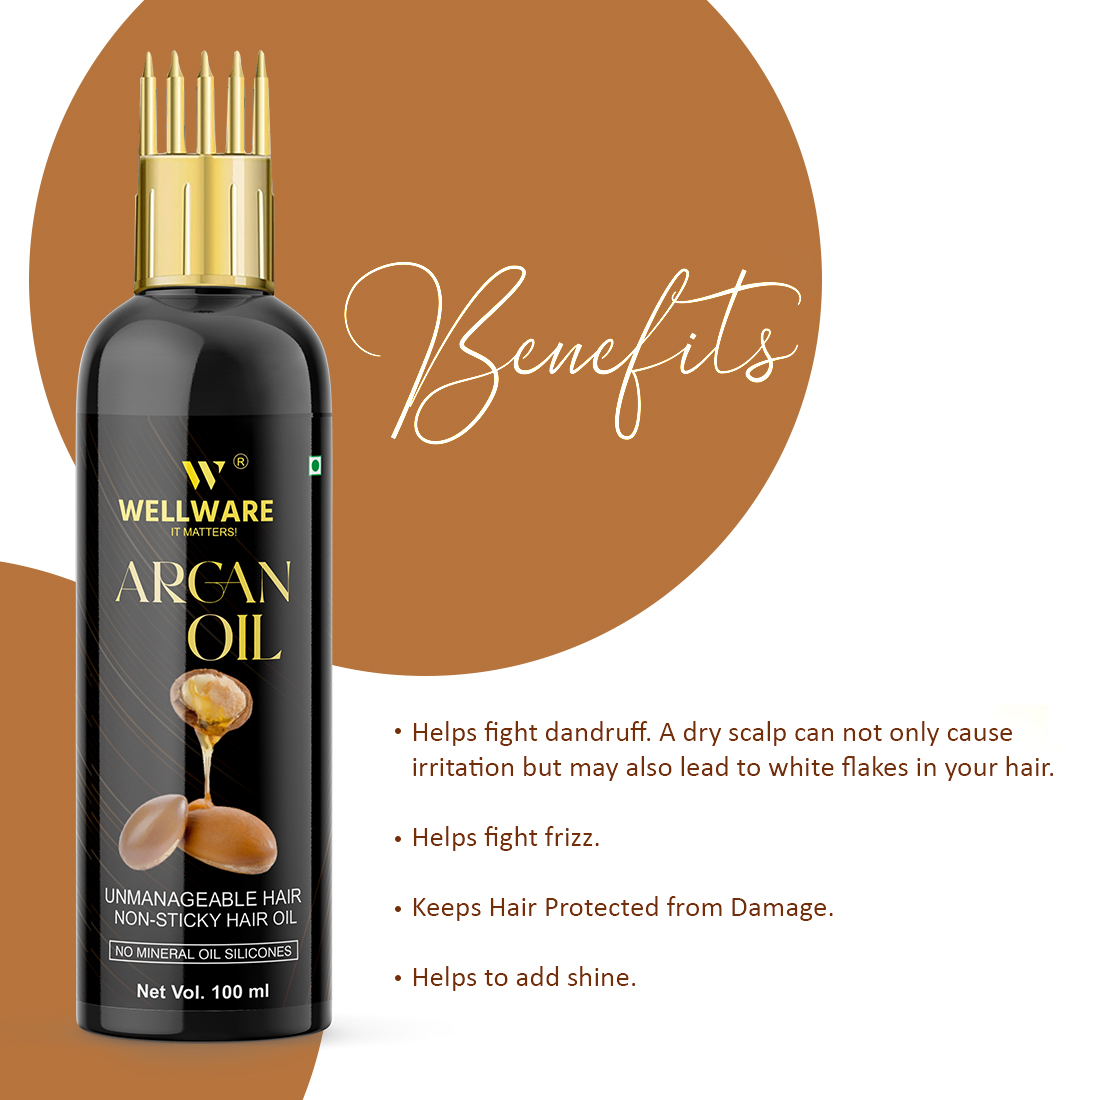 Benefits
W ®
WELLWARE
IT MATTERS!
ARGAN
OIL
UNMANAGEABLE HAIR
NON-STICKY HAIR OIL
NO MINERAL OIL SILICONES
Net Vol. 100 ml
• Helps fight dandruff. A dry scalp can not only cause
irritation but may also lead to white flakes in your hair.
• Helps fight frizz.
• Keeps Hair Protected from Damage.
• Helps to add shine.